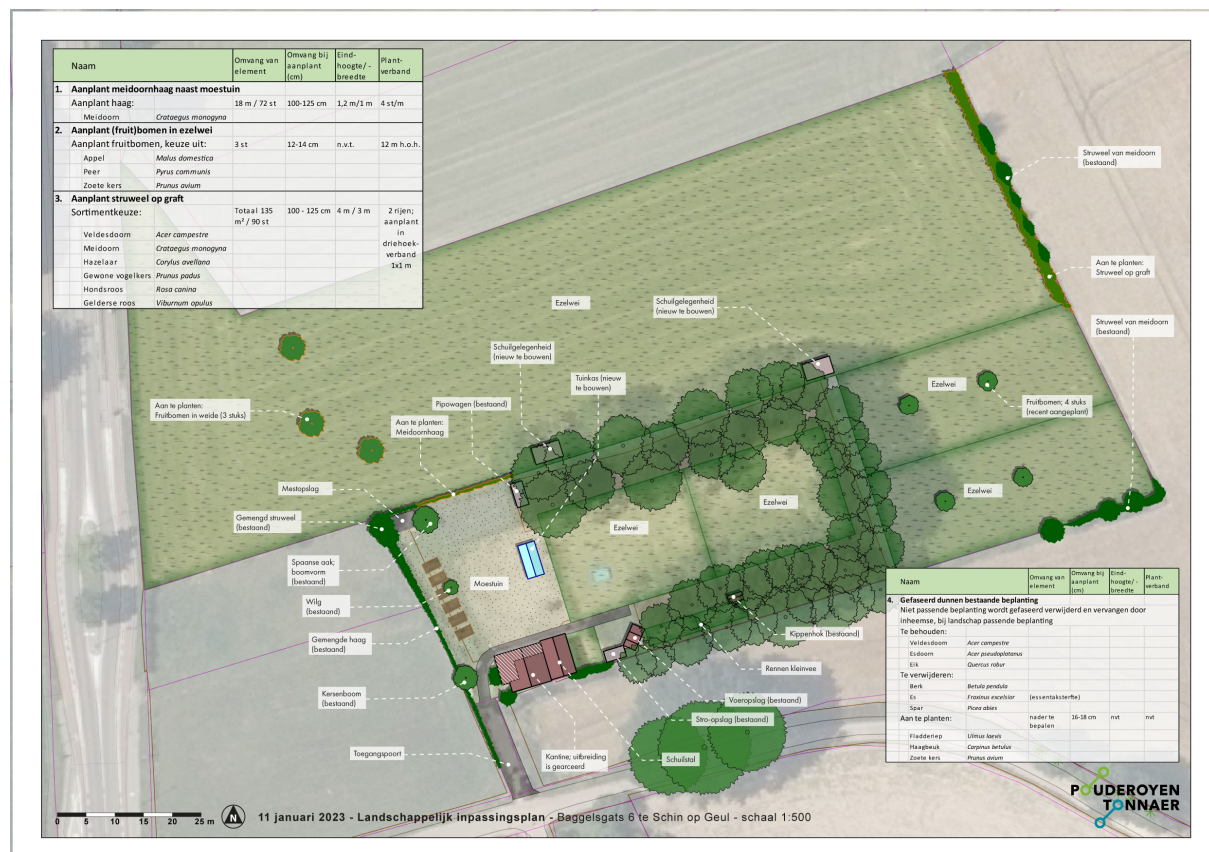 Naam
Omvang van element
Omvang bij aanplant (cm)
Eind-hoogte/ -breedte
Plant-verband
1. Aanplant meidoornhaag naast moestuin
Aanplant haag: 18 m / 72 st 100-125 cm 1,2 m/1 m 4 st/m
Meidoorn Crataegus monogyna
2. Aanplant (fruit)bomen in ezelwei
Aanplant fruitbomen, keuze uit: 3 st 12-14 cm n.v.t. 12 m h.o.h.
Appel Malus domestica
Peer Pyrus communis
Zoete kers Prunus avium
3. Aanplant struweel op graft
Sortimentkeuze: Totaal 135 m² / 90 st 100 - 125 cm 4 m / 3 m 2 rijen; aanplant in driehoek-verband 1x1 m
Veldesdoorn Acer campestre
Meidoorn Crataegus monogyna
Hazelaar Corylus avellana
Gewone vogelkers Prunus padus
Hondsroos Rosa canina
Gelderse roos Viburnum opulus
Struweel van meidoorn
(bestaand)
Aan te planten:
Struweel op graft
Struweel van meidoorn
(bestaand)
Ezelwei
Schuilgelegenheid
(nieuw te bouwen)
Schuilgelegenheid
(nieuw te bouwen)
Tuinkas (nieuw
te bouwen)
Pipowagen (bestaand)
Aan te planten:
Meidoornhaag
Aan te planten:
Fruitbomen in weide (3 stuks)
Ezelwei
Fruitbomen; 4 stuks
(recent aangeplant)
Ezelwei
Mestopslag
Gemengd struweel
(bestaand)
Ezelwei
Ezelwei
Spaanse aak;
boomvorm
(bestaand)
Moestuin
Wilg
(bestaand)
Gemengde haag
(bestaand)
Kersenboom
(bestaand)
Toegangspoort
Kippenhok (bestaand)
Rennen kleinvee
Voeropslag (bestaand)
Stro-opslag (bestaand)
Schuilstal
Kantine; uitbreiding
is gearceerd
Naam
Omvang van element
Omvang bij aanplant (cm)
Eind-hoogte/ -breedte
Plant-verband
4. Gefaseerd dunnen bestaande beplanting
Niet passende beplanting wordt gefaseerd verwijderd en vervangen door
inheemse, bij landschap passende beplanting
Te behouden:
Veldesdoorn Acer campestre
Esdoorn Acer pseudoplatanus
Eik Quercus robur
Te verwijderen:
Berk Betula pendula
Es Fraxinus excelsior (essentaksterfte)
Spar Picea abies
Aan te planten: nader te bepalen 16-18 cm nvt nvt
Fladderiep Ulmus laevis
Haagbeuk Carpinus betulus
Zoete kers Prunus avium
0 5 10 15 20 25 m
N
11 januari 2023 - Landschappelijk inpassingsplan - Baggelsgats 6 te Schin op Geul - schaal 1:500
POUDEROYEN
TONNAER